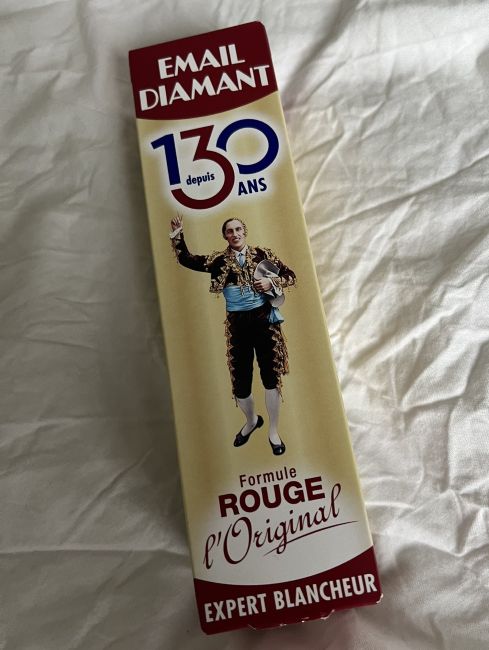 EMAIL
DIAMANT
130
depuis
ANS
Formule
ROUGE
l'Original
EXPERT BLANCHEUR